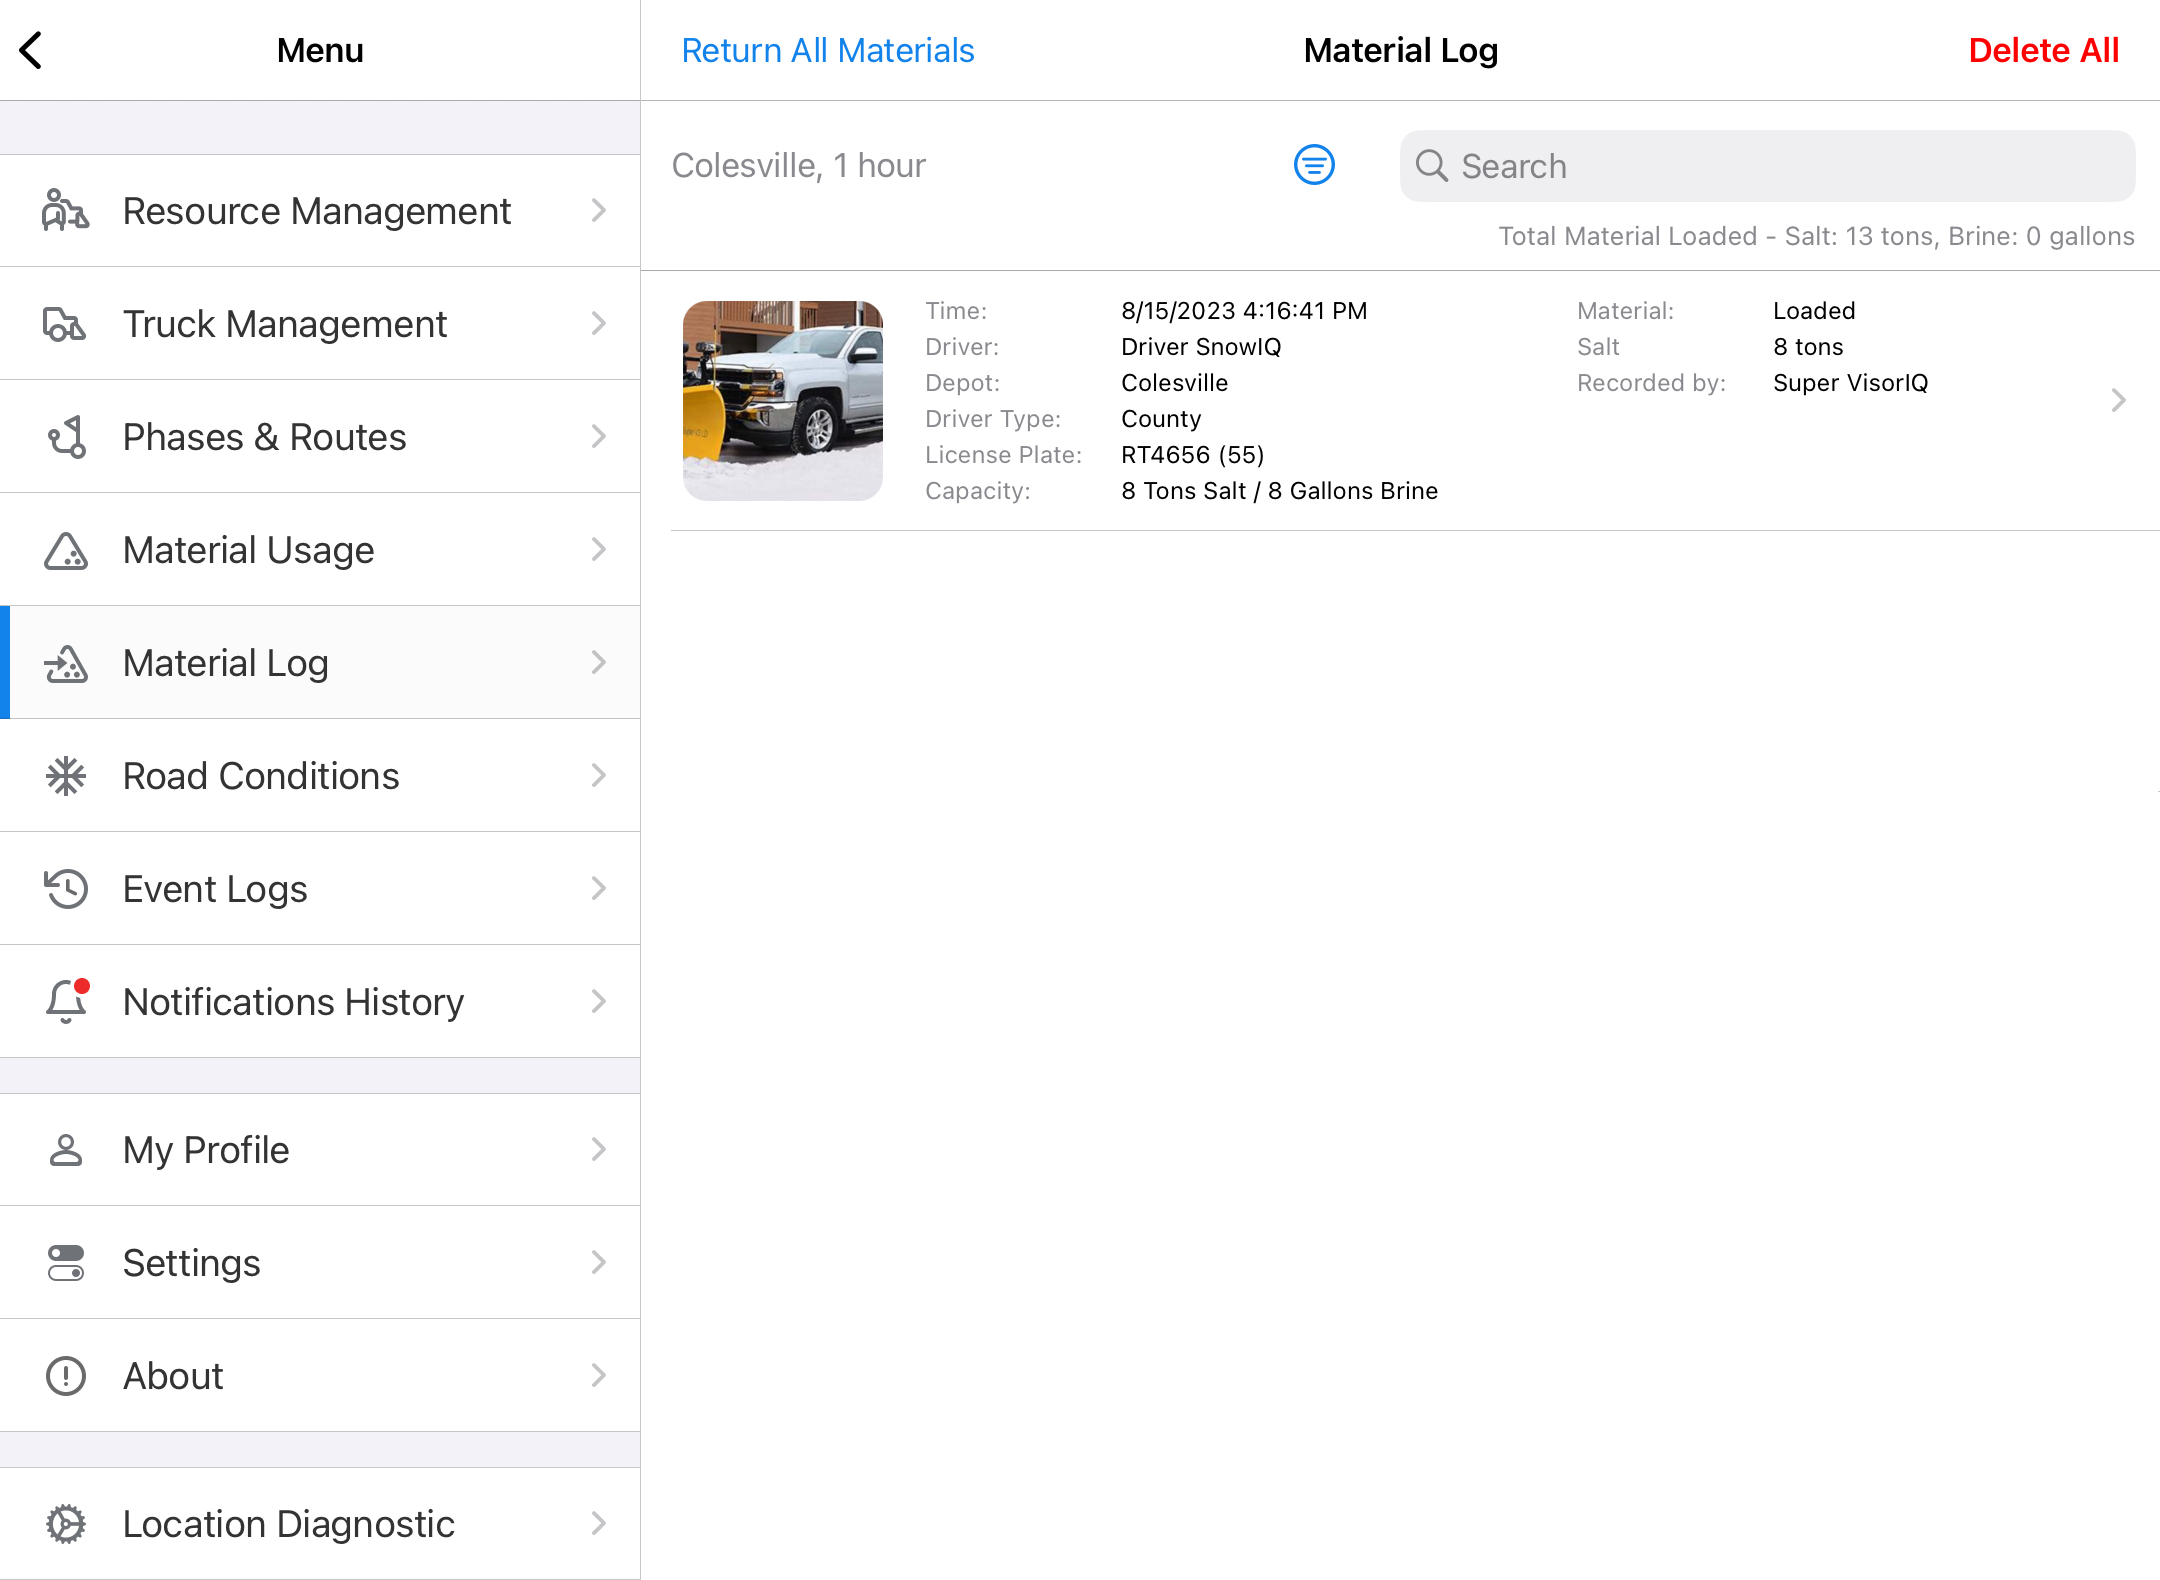 Menu
Resource Management
Truck Management
Phases & Routes
Material Usage
Material Log
Road Conditions
Event Logs
Notifications History
My Profile
Settings
About
Location Diagnostic
Return All Materials
Material Log
Delete All
Colesville, 1 hour
Search
Total Material Loaded - Salt: 13 tons, Brine: 0 gallons
Time: 8/15/2023 4:16:41 PM
Driver: Driver SnowIQ
Depot: Colesville
Driver Type: County
License Plate: RT4656 (55)
Capacity: 8 Tons Salt / 8 Gallons Brine
Material: Loaded
Salt 8 tons
Recorded by: Super VisorIQ